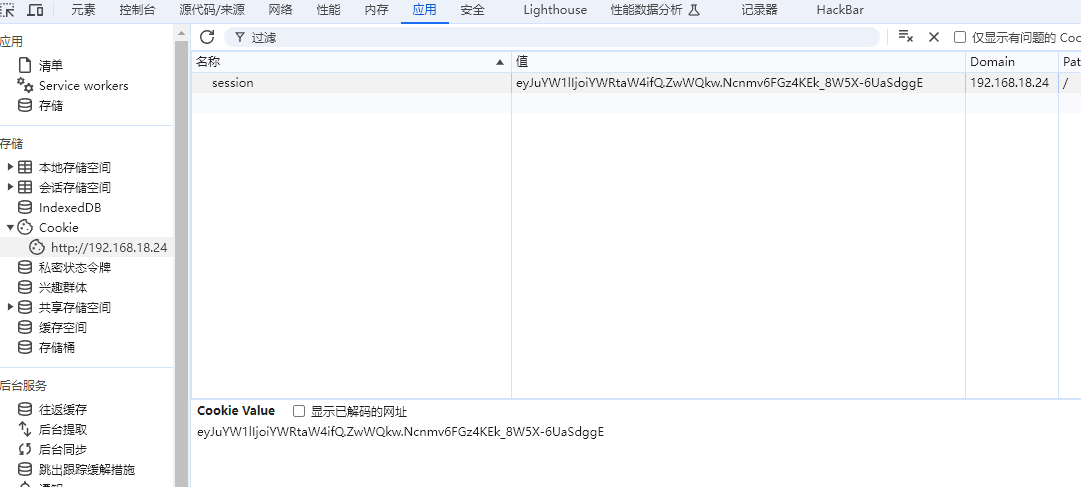 元素 控制台 源代码/来源 网络 性能 内存 应用 安全 Lighthouse 性能数据分析 记录器 HackBar
应用
清单
Service workers
存储
存储
本地存储空间
会话存储空间
IndexedDB
Cookie
http://192.168.18.24
私密状态令牌
兴趣群体
共享存储空间
缓存空间
存储桶
后台服务
往返缓存
后台提取
后台同步
跳出跟踪缓解措施
过滤 仅显示有问题的 Coo
名称 值 Domain Pat
session eyJuYW1lIjoiYWRtaW4ifQ.ZwWQkw.Ncnmv6FGz4KEk_8W5X-6UaSdggE 192.168.18.24 /
Cookie Value 显示已解码的网址
eyJuYW1lIjoiYWRtaW4ifQ.ZwWQkw.Ncnmv6FGz4KEk_8W5X-6UaSdggE